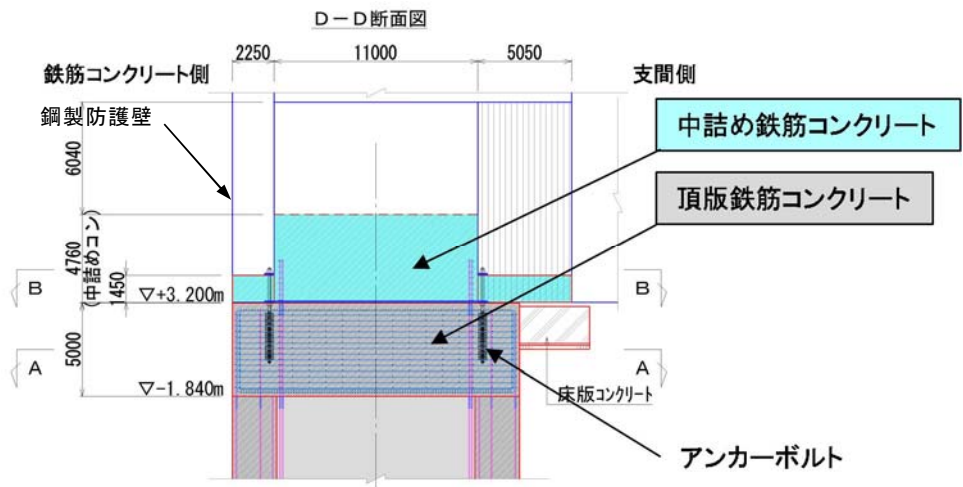 D－D断面図
2250
11000
5050
鉄筋コンクリート側
支間側
鋼製防護壁
中詰め鉄筋コンクリート
頂版鉄筋コンクリート
6040
4760
(中詰めコン)
1450
B
B
▽+3.200m
5000
A
A
▽-1.840m
床版コンクリート
アンカーボルト